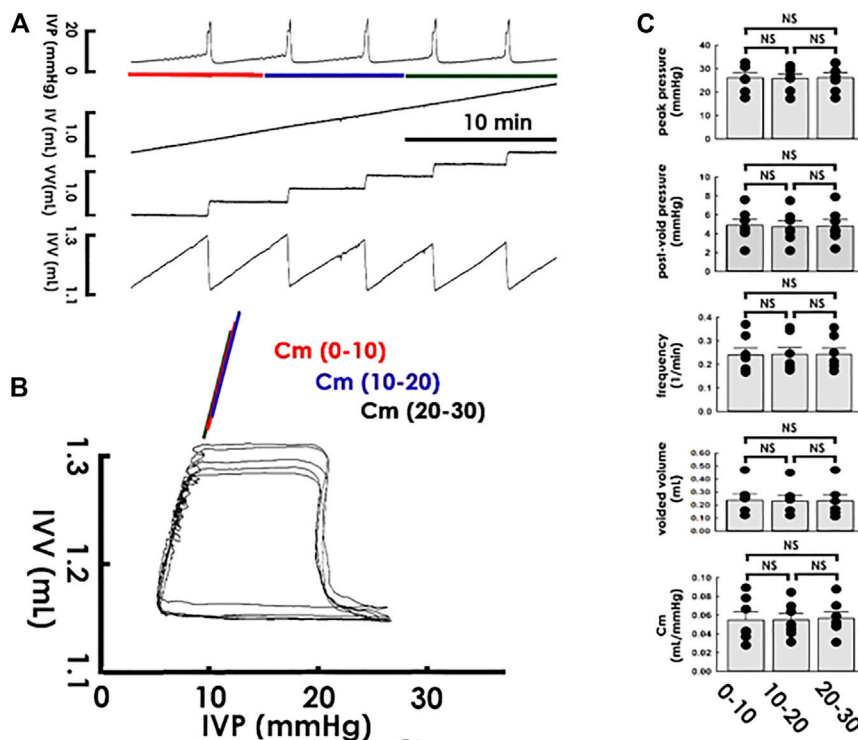 A
IVP
(mmHg)
20
0
IV
(mL)
1.0
10 min
VV(mL)
1.0
IVV
(mL)
1.3
1.1
B
Cm (0-10)
Cm (10-20)
Cm (20-30)
IVV (mL)
1.3
1.2
1.1
0 10 20 30
IVP (mmHg)
C
NS
NS NS
peak pressure
(mmHg)
40
30
20
10
0
NS
NS NS
post-void pressure
(mmHg)
10
8
6
4
2
0
NS
NS NS
frequency
(1/min)
0.4
0.3
0.2
0.1
0.0
NS
NS NS
voided volume
(mL)
0.60
0.50
0.40
0.30
0.20
0.10
0.00
NS
NS NS
Cm
(mL/mmHg)
0.10
0.08
0.06
0.04
0.02
0.00
0-10 10-20 20-30